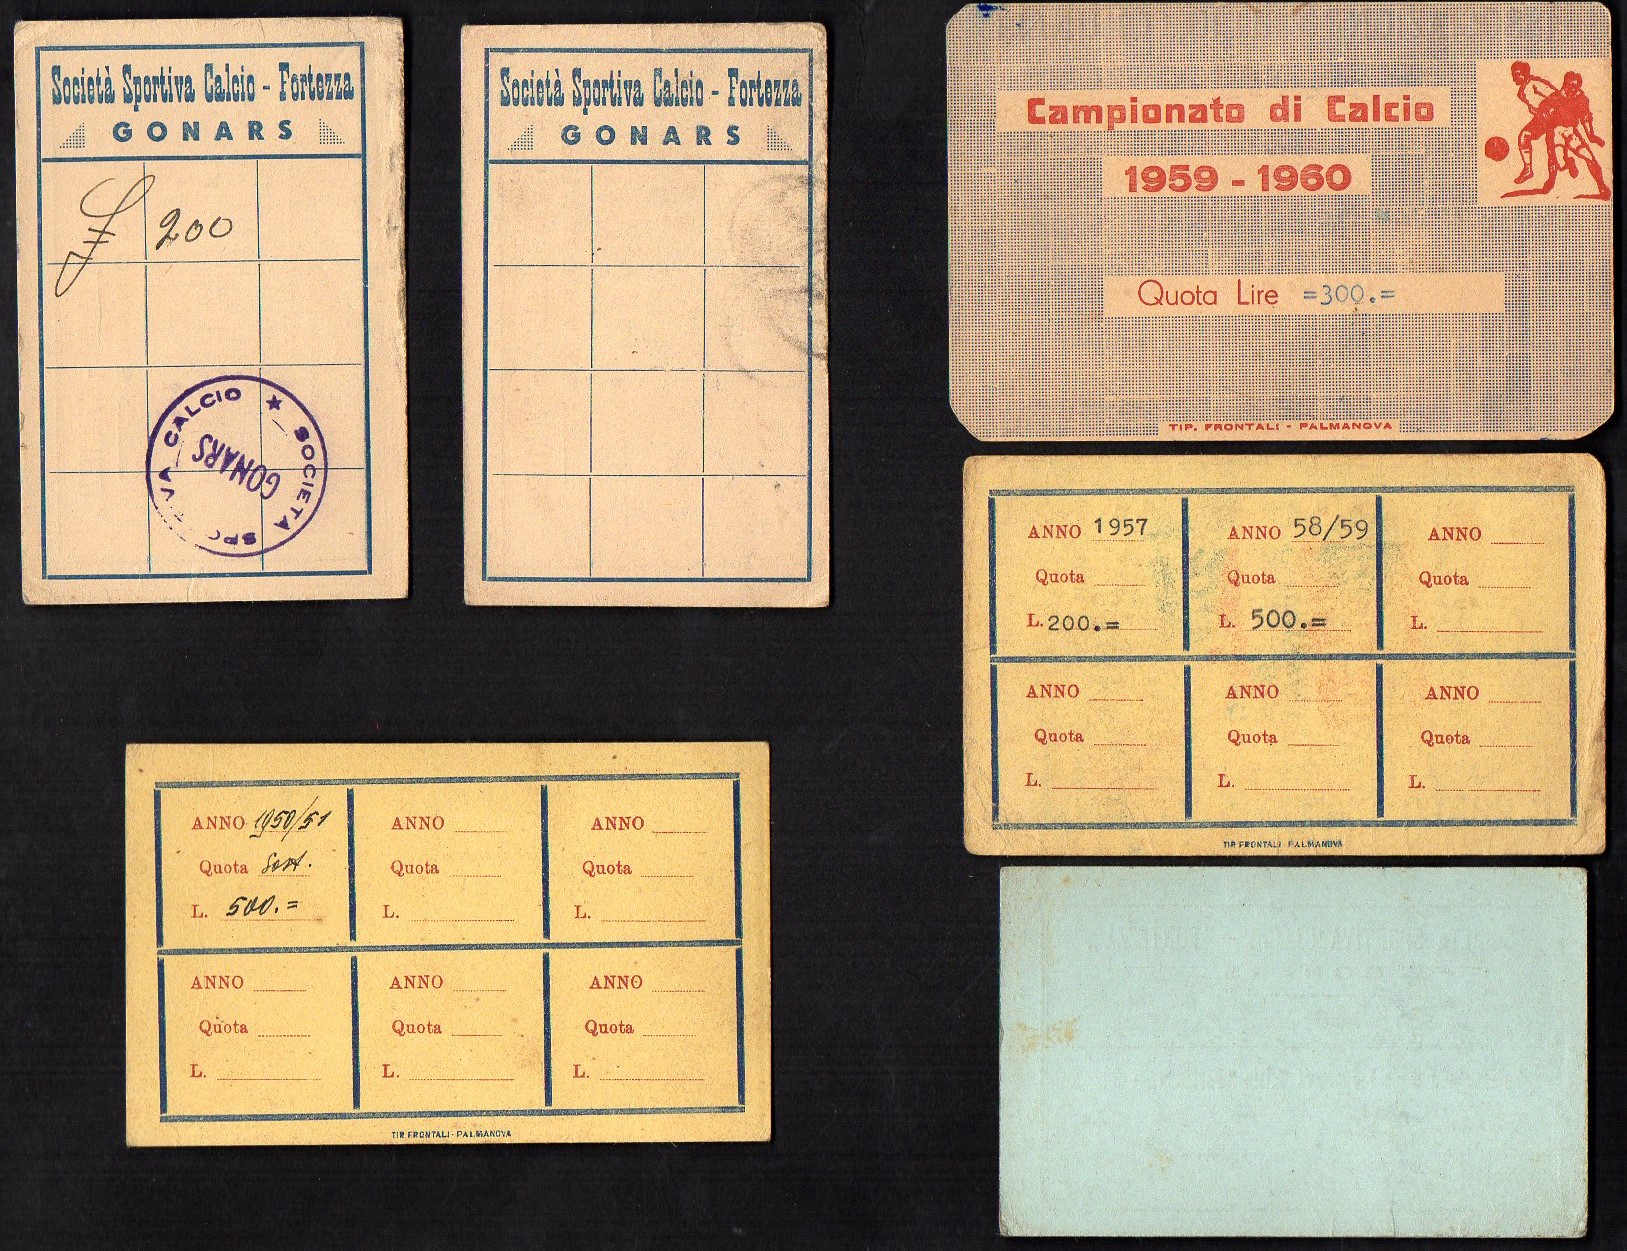 Società Sportiva Calcio - Fortezza
GONARS
£ 200
SOCIETA SPORTIVA CALCIO
GONARS
Società Sportiva Calcio - Fortezza
GONARS
Campionato di Calcio
1959 - 1960
Quota Lire =300.=
TIP. FRONTALI - PALMANOVA
ANNO 1957 ANNO 58/59 ANNO
Quota Quota Quota
L. 200.= L. 500.= L.
ANNO ANNO ANNO
Quota Quota Quota
L. L. L.
TIP. FRONTALI - PALMANOVA
ANNO 1950/51 ANNO ANNO
Quota Sost. Quota Quota
L. 500.= L. L.
ANNO ANNO ANNO
Quota Quota Quota
L. L. L.
TIP. FRONTALI - PALMANOVA